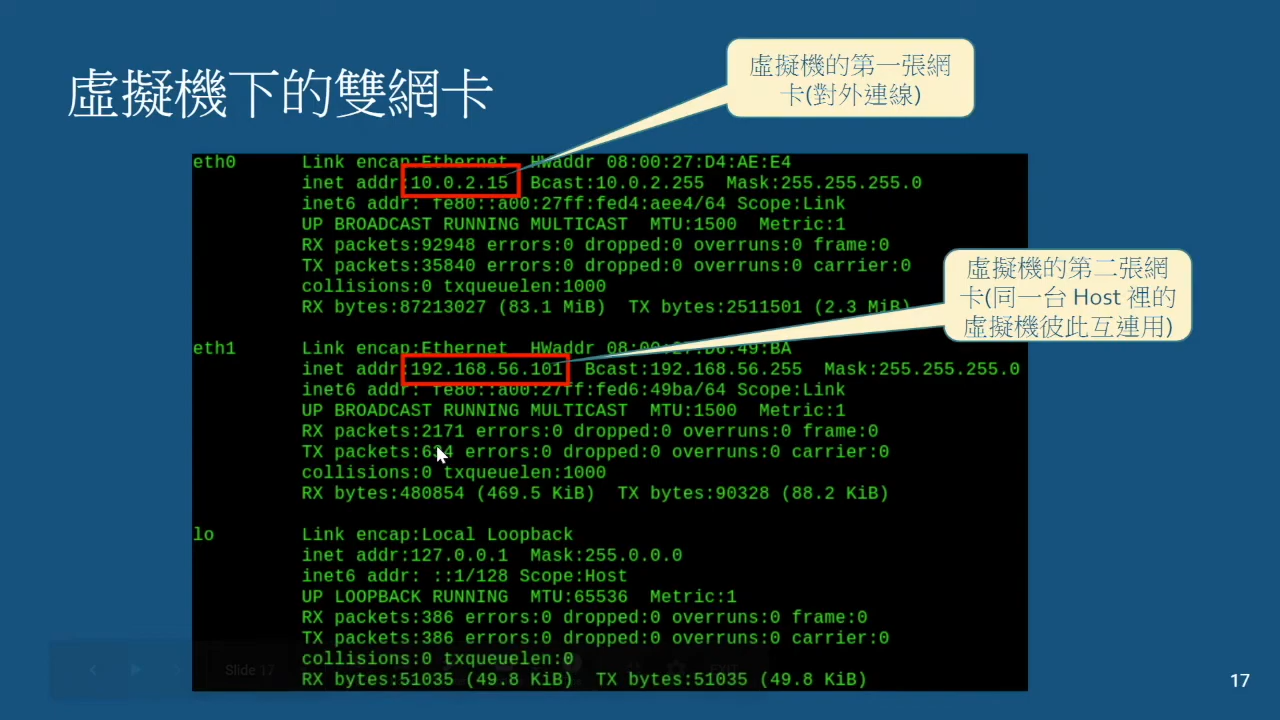 虛擬機下的雙網卡
虛擬機的第一張網
卡(對外連線)
eth0 Link encap:Ethernet HWaddr 08:00:27:D4:AE:E4
inet addr:10.0.2.15 Bcast:10.0.2.255 Mask:255.255.255.0
inet6 addr: fe80::a00:27ff:fed4:aee4/64 Scope:Link
UP BROADCAST RUNNING MULTICAST MTU:1500 Metric:1
RX packets:92948 errors:0 dropped:0 overruns:0 frame:0
TX packets:35840 errors:0 dropped:0 overruns:0 carrier:0
collisions:0 txqueuelen:1000
RX bytes:87213027 (83.1 MiB) TX bytes:2511501 (2.3 MiB)
虛擬機的第二張網
卡(同一台 Host 裡的
虛擬機彼此互連用)
eth1 Link encap:Ethernet HWaddr 08:00:27:D6:49:BA
inet addr:192.168.56.101 Bcast:192.168.56.255 Mask:255.255.255.0
inet6 addr: fe80::a00:27ff:fed6:49ba/64 Scope:Link
UP BROADCAST RUNNING MULTICAST MTU:1500 Metric:1
RX packets:2171 errors:0 dropped:0 overruns:0 frame:0
TX packets:634 errors:0 dropped:0 overruns:0 carrier:0
collisions:0 txqueuelen:1000
RX bytes:480854 (469.5 KiB) TX bytes:90328 (88.2 KiB)
lo Link encap:Local Loopback
inet addr:127.0.0.1 Mask:255.0.0.0
inet6 addr: ::1/128 Scope:Host
UP LOOPBACK RUNNING MTU:65536 Metric:1
RX packets:386 errors:0 dropped:0 overruns:0 frame:0
TX packets:386 errors:0 dropped:0 overruns:0 carrier:0
collisions:0 txqueuelen:0
RX bytes:51035 (49.8 KiB) TX bytes:51035 (49.8 KiB)
Slide 17
EXIT
17